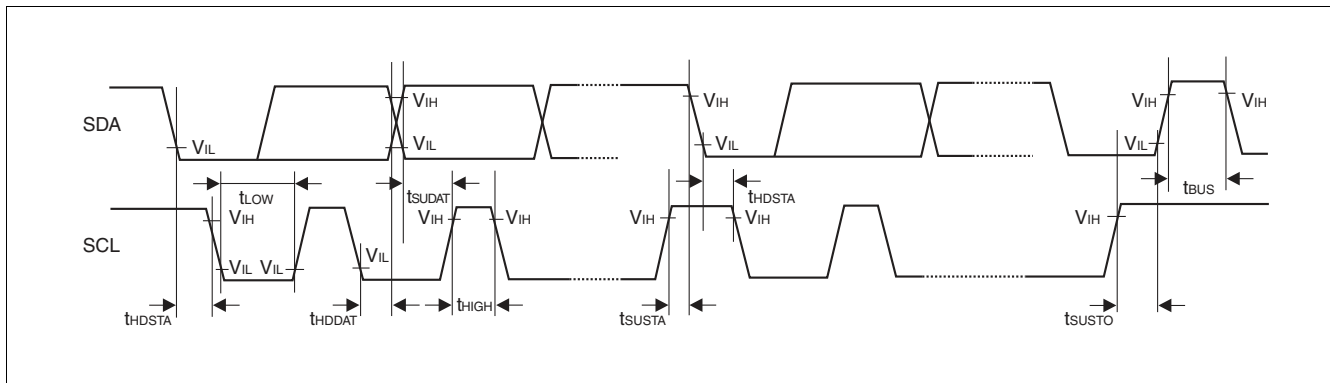 VIH VIH VIH VIH
SDA
VIL VIL VIL VIL
tLOW tSUDAT tHDSTA tBUS
VIH VIH VIH VIH VIH VIH
SCL
VIL VIL VIL
tHDSTA tHDDAT tHIGH tSUSTA tSUSTO